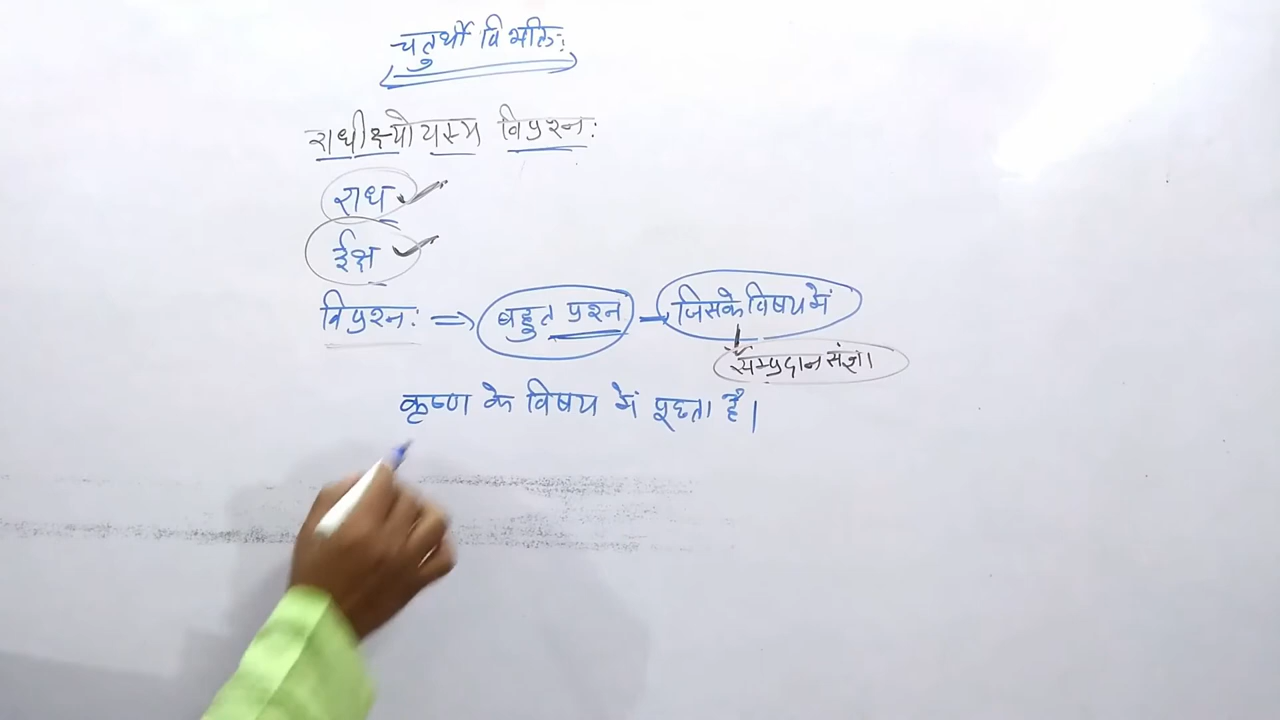 चतुर्थी विभक्ति:
राधीक्ष्योयस्य विप्रश्न:
राध
ईक्ष
विप्रश्न: ⇒ बहुत प्रश्न → जिसके विषय में
सम्प्रदान संज्ञा
कृष्ण के विषय में पूछता है।